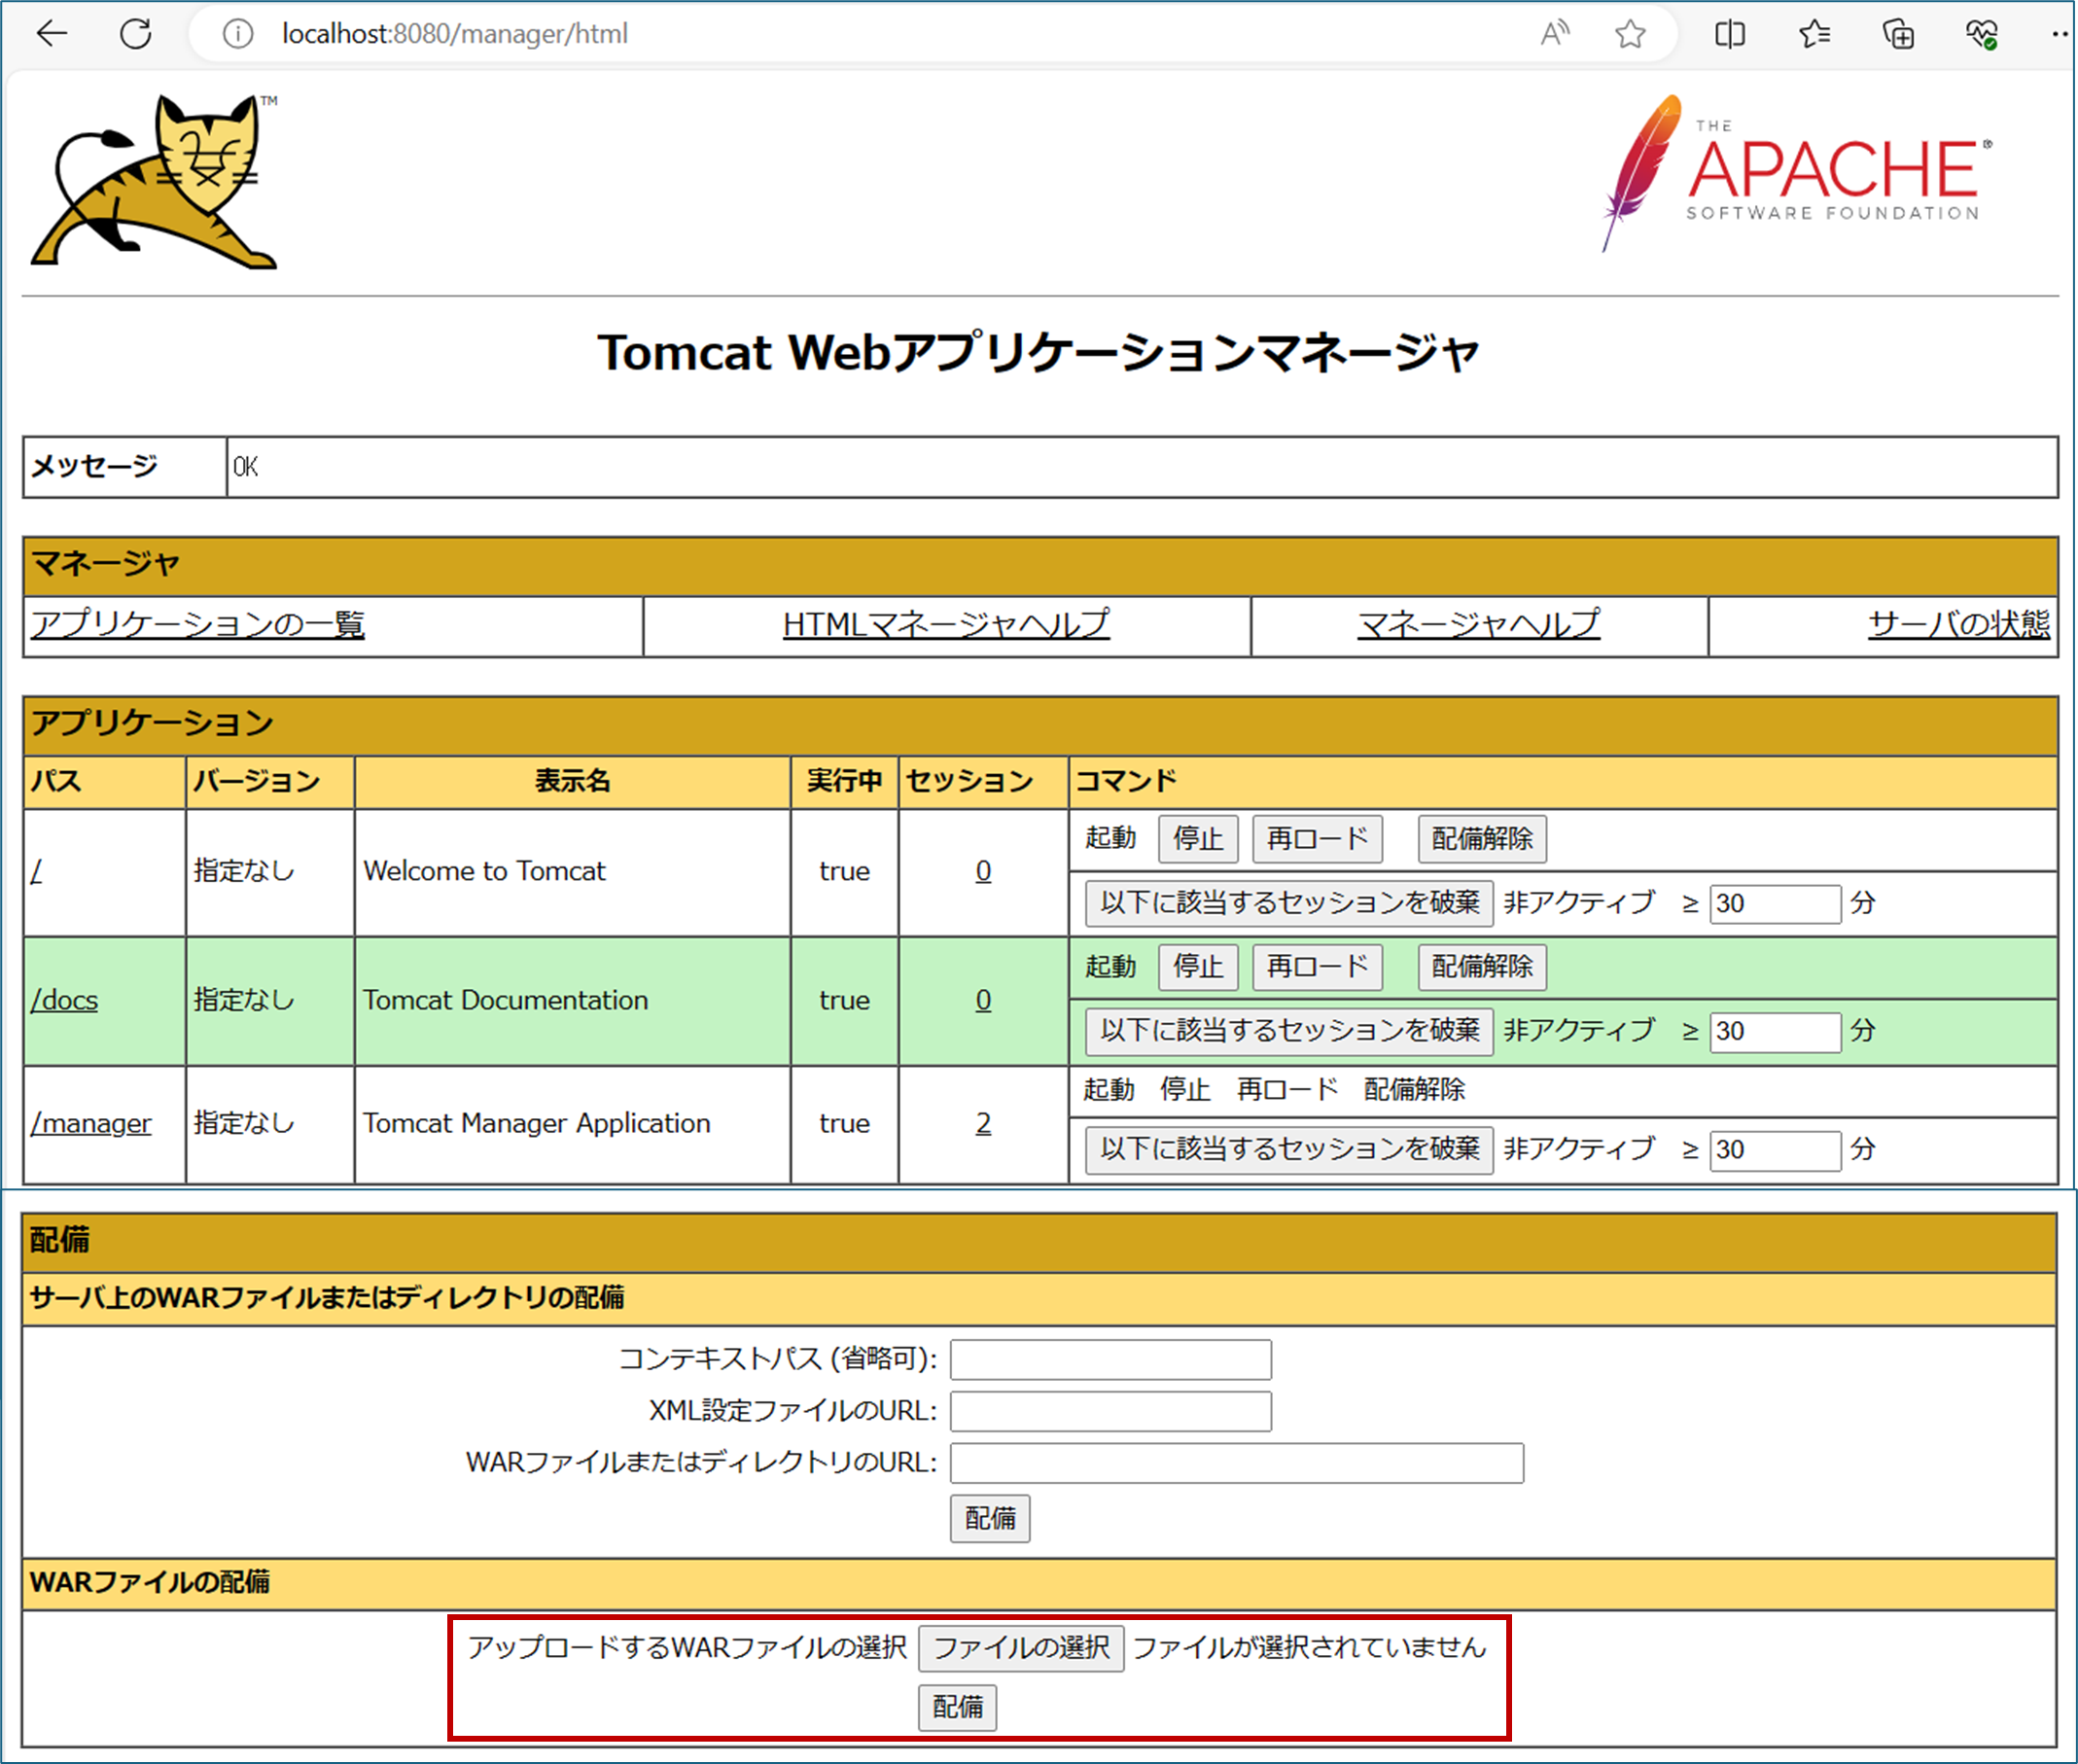 localhost:8080/manager/html
TM
THE
APACHE®
SOFTWARE FOUNDATION
Tomcat Webアプリケーションマネージャ
メッセージ OK
マネージャ
アプリケーションの一覧 HTMLマネージャヘルプ マネージャヘルプ サーバの状態
アプリケーション
パス バージョン 表示名 実行中 セッション コマンド
/ 指定なし Welcome to Tomcat true 0 起動 停止 再ロード 配備解除
以下に該当するセッションを破棄 非アクティブ ≥ 30 分
/docs 指定なし Tomcat Documentation true 0 起動 停止 再ロード 配備解除
以下に該当するセッションを破棄 非アクティブ ≥ 30 分
/manager 指定なし Tomcat Manager Application true 2 起動 停止 再ロード 配備解除
以下に該当するセッションを破棄 非アクティブ ≥ 30 分
配備
サーバ上のWARファイルまたはディレクトリの配備
コンテキストパス (省略可):
XML設定ファイルのURL:
WARファイルまたはディレクトリのURL:
配備
WARファイルの配備
アップロードするWARファイルの選択 ファイルの選択 ファイルが選択されていません
配備